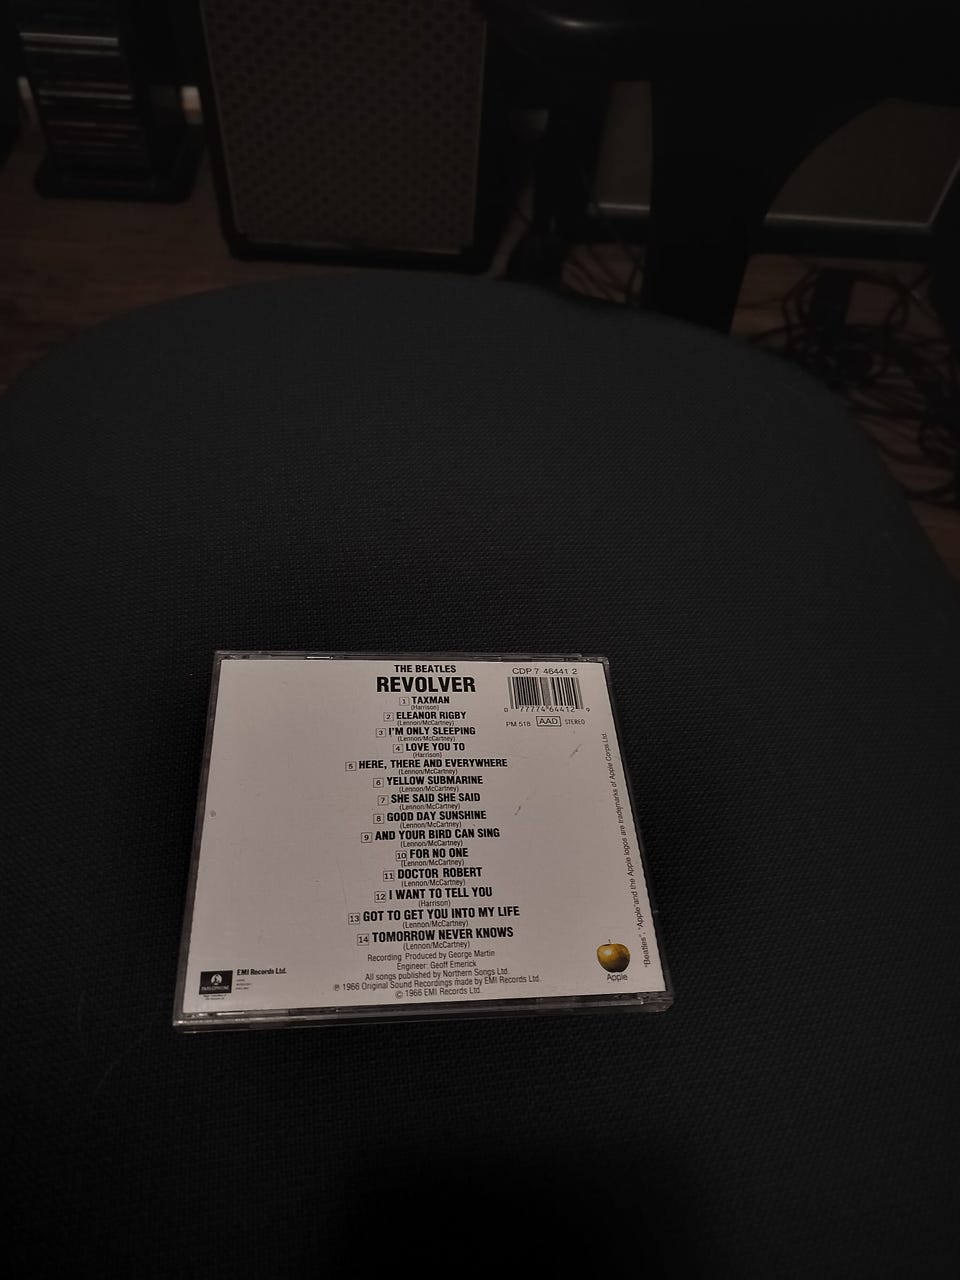 THE BEATLES
REVOLVER
1 TAXMAN
(Harrison)
2 ELEANOR RIGBY
(Lennon/McCartney)
3 I'M ONLY SLEEPING
(Lennon/McCartney)
4 LOVE YOU TO
(Harrison)
5 HERE, THERE AND EVERYWHERE
(Lennon/McCartney)
6 YELLOW SUBMARINE
(Lennon/McCartney)
7 SHE SAID SHE SAID
(Lennon/McCartney)
8 GOOD DAY SUNSHINE
(Lennon/McCartney)
9 AND YOUR BIRD CAN SING
(Lennon/McCartney)
10 FOR NO ONE
(Lennon/McCartney)
11 DOCTOR ROBERT
(Lennon/McCartney)
12 I WANT TO TELL YOU
(Harrison)
13 GOT TO GET YOU INTO MY LIFE
(Lennon/McCartney)
14 TOMORROW NEVER KNOWS
(Lennon/McCartney)
Recording Produced by George Martin
Engineer: Geoff Emerick
All songs published by Northern Songs Ltd.
℗ 1966 Original Sound Recordings made by EMI Records Ltd.
© 1966 EMI Records Ltd.
CDP 7 46441 2
0 77774 64412 9
PM 518 AAD STEREO
"Beatles", "Apple" and the Apple logos are trademarks of Apple Corps Ltd.
Apple
PARLOPHONE
EMI Records Ltd.